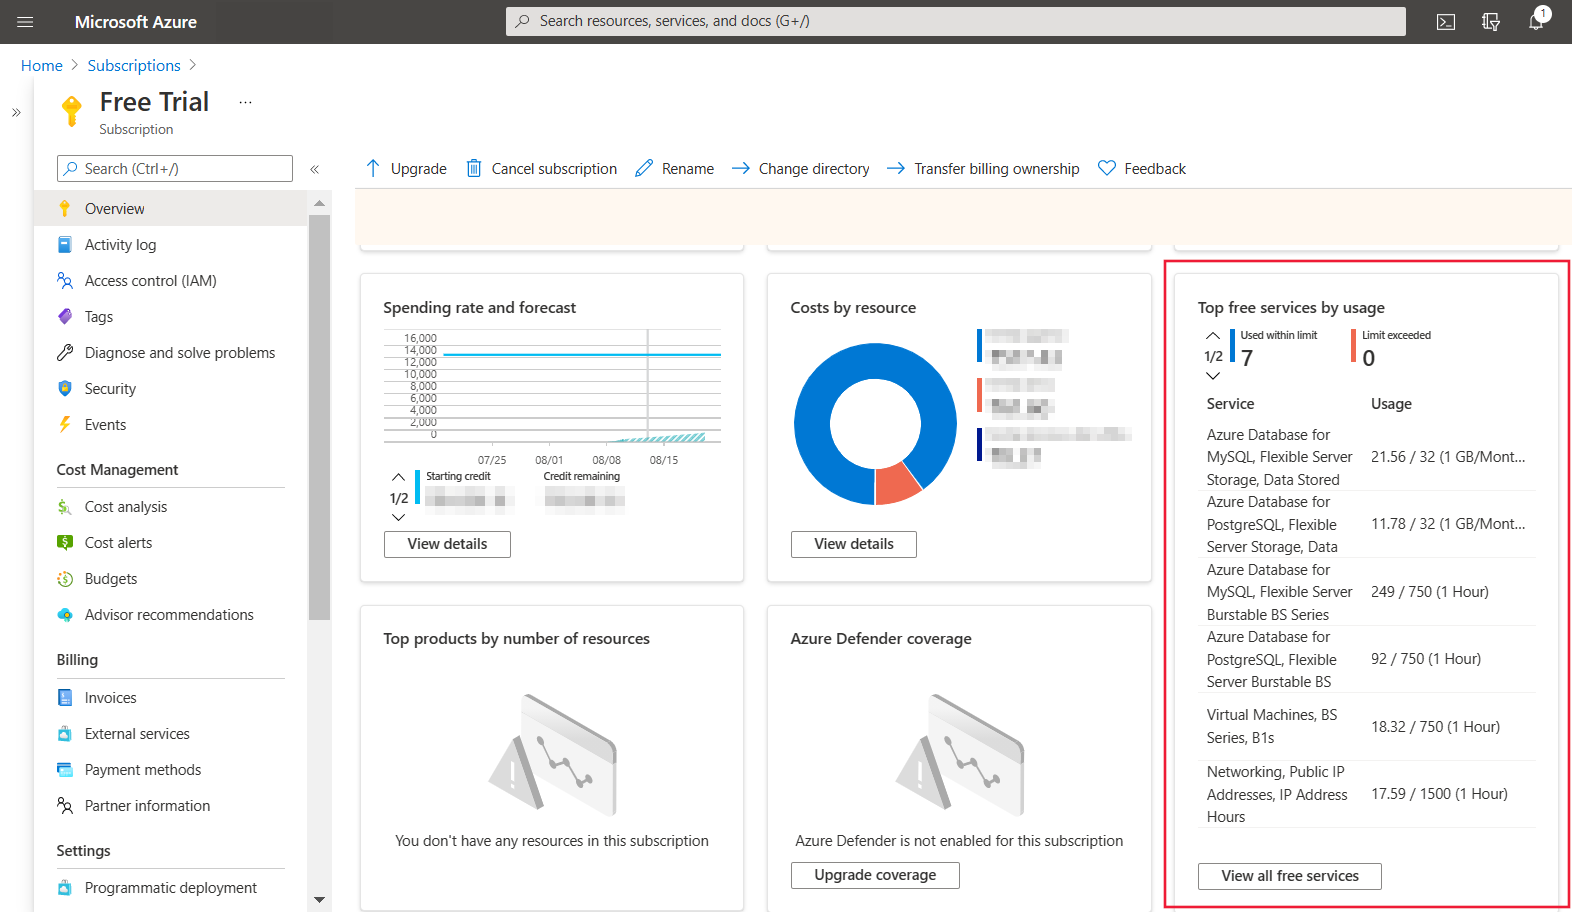 Microsoft Azure
Search resources, services, and docs (G+/)
1
Home > Subscriptions >
Free Trial ...
Subscription
Search (Ctrl+/)
Overview
Activity log
Access control (IAM)
Tags
Diagnose and solve problems
Security
Events
Cost Management
Cost analysis
Cost alerts
Budgets
Advisor recommendations
Billing
Invoices
External services
Payment methods
Partner information
Settings
Programmatic deployment
Upgrade Cancel subscription Rename Change directory Transfer billing ownership Feedback
Spending rate and forecast
16,000
14,000
12,000
10,000
8,000
6,000
4,000
2,000
0
07/25 08/01 08/08 08/15
1/2
Starting credit Credit remaining
View details
Costs by resource
View details
Top free services by usage
1/2
Used within limit
7
Limit exceeded
0
Service Usage
Azure Database for
MySQL, Flexible Server
Storage, Data Stored
21.56 / 32 (1 GB/Mont...
Azure Database for
PostgreSQL, Flexible
Server Storage, Data
11.78 / 32 (1 GB/Mont...
Azure Database for
MySQL, Flexible Server
Burstable BS Series
249 / 750 (1 Hour)
Azure Database for
PostgreSQL, Flexible
Server Burstable BS
92 / 750 (1 Hour)
Virtual Machines, BS
Series, B1s
18.32 / 750 (1 Hour)
Networking, Public IP
Addresses, IP Address
Hours
17.59 / 1500 (1 Hour)
View all free services
Top products by number of resources
You don't have any resources in this subscription
Azure Defender coverage
Azure Defender is not enabled for this subscription
Upgrade coverage